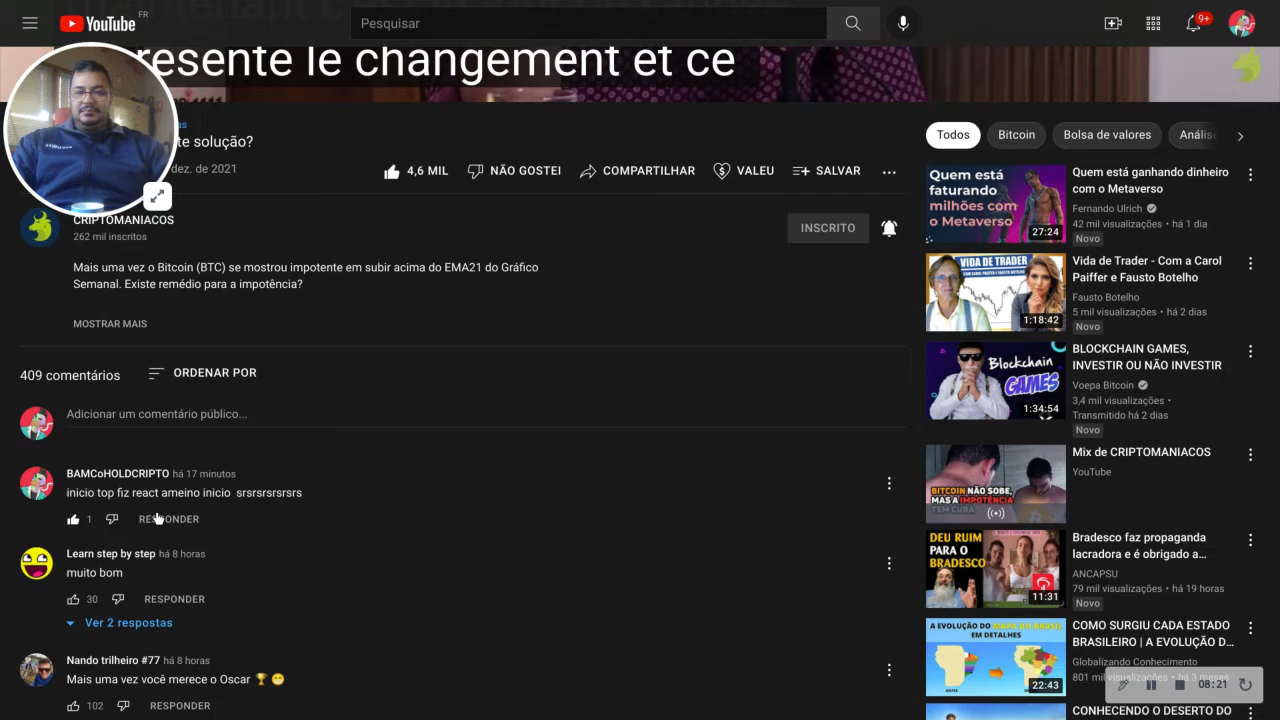 YouTube FR
Pesquisar
9+
resente le changement et ce
te solução?
dez. de 2021
4,6 MIL
NÃO GOSTEI
COMPARTILHAR
VALEU
SALVAR
CRIPTOMANIACOS
262 mil inscritos
INSCRITO
Mais uma vez o Bitcoin (BTC) se
impotente em subir acima do EMA21 do Gráfico
Semanal. Existe remédio para a impotência?
MOSTRAR MAIS
409 comentários
ORDENAR POR
Adicionar um comentário público...
BAMCoHOLDCRIPTO há 17 minutos
inicio top fiz react ameino inicio srsrsrsrsrs
1
RESPONDER
Learn step by step há 8 horas
muito bom
30
RESPONDER
Ver 2 respostas
Nando trilheiro #77 há 8 horas
Mais uma vez você merece o Oscar 🏆 😁
102
RESPONDER
Todos
Bitcoin
Bolsa de valores
Anális
Quem está
faturando
milhões com
o Metaverso
27:24
Quem está ganhando dinheiro
com o Metaverso
Fernando Ulrich
42 mil visualizações • há 1 dia
Novo
VIDA DE TRADER
1:18:42
Vida de Trader - Com a Carol
Paiffer e Fausto Botelho
Fausto Botelho
5 mil visualizações • há 2 dias
Novo
Blockchain
GAMES
1:34:54
BLOCKCHAIN GAMES,
INVESTIR OU NÃO INVESTIR
Voepa Bitcoin
3,4 mil visualizações •
Transmitido há 2 dias
Novo
BITCOIN NÃO SOBE,
MAS A IMPOTÊNCIA
TEM CURA
Mix de CRIPTOMANIACOS
YouTube
DEU RUIM
PARA O
BRADESCO
11:31
Bradesco faz propaganda
lacradora e é obrigado a...
ANCAPSU
79 mil visualizações • há 19 horas
Novo
A EVOLUÇÃO DO MAPA DO BRASIL
EM DETALHES
22:43
COMO SURGIU CADA ESTADO
BRASILEIRO | A EVOLUÇÃO D...
Globalizando Conhecimento
801 mil visualizações • há 3 meses
08:21
CONHECENDO O DESERTO DO